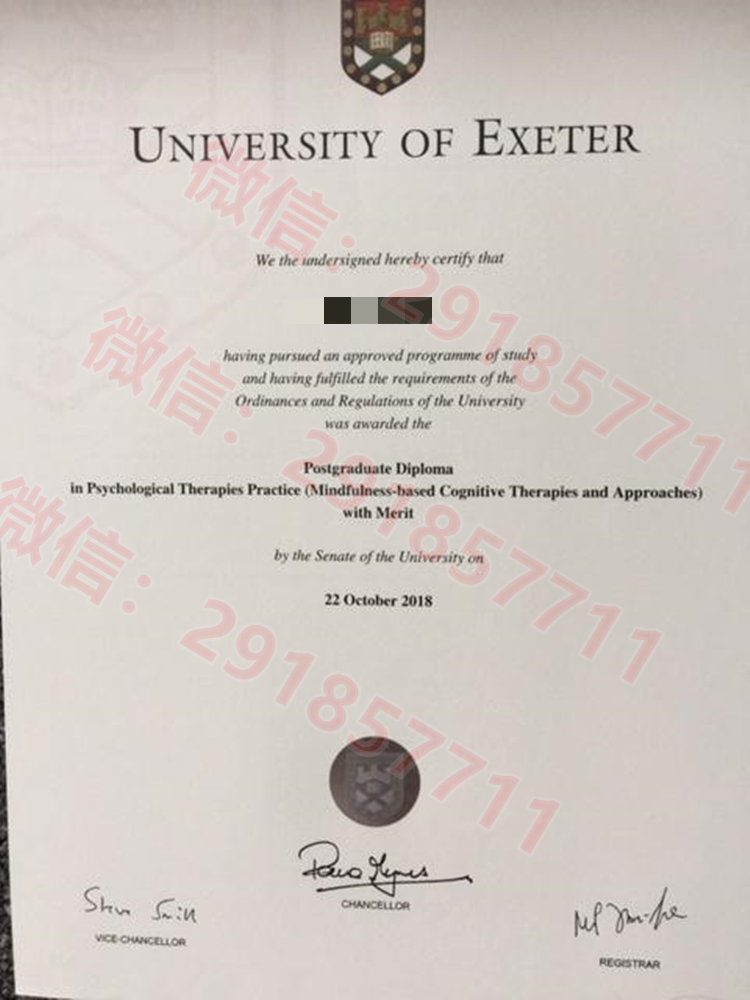 UNIVERSITY OF EXETER
We the undersigned hereby certify that
having pursued an approved programme of study
and having fulfilled the requirements of the
Ordinances and Regulations of the University
was awarded the
Postgraduate Diploma
in Psychological Therapies Practice (Mindfulness-based Cognitive Therapies and Approaches)
with Merit
by the Senate of the University on
22 October 2018
CHANCELLOR
VICE-CHANCELLOR
REGISTRAR
微信：2918577711
微信：2918577711
微信：2918577711